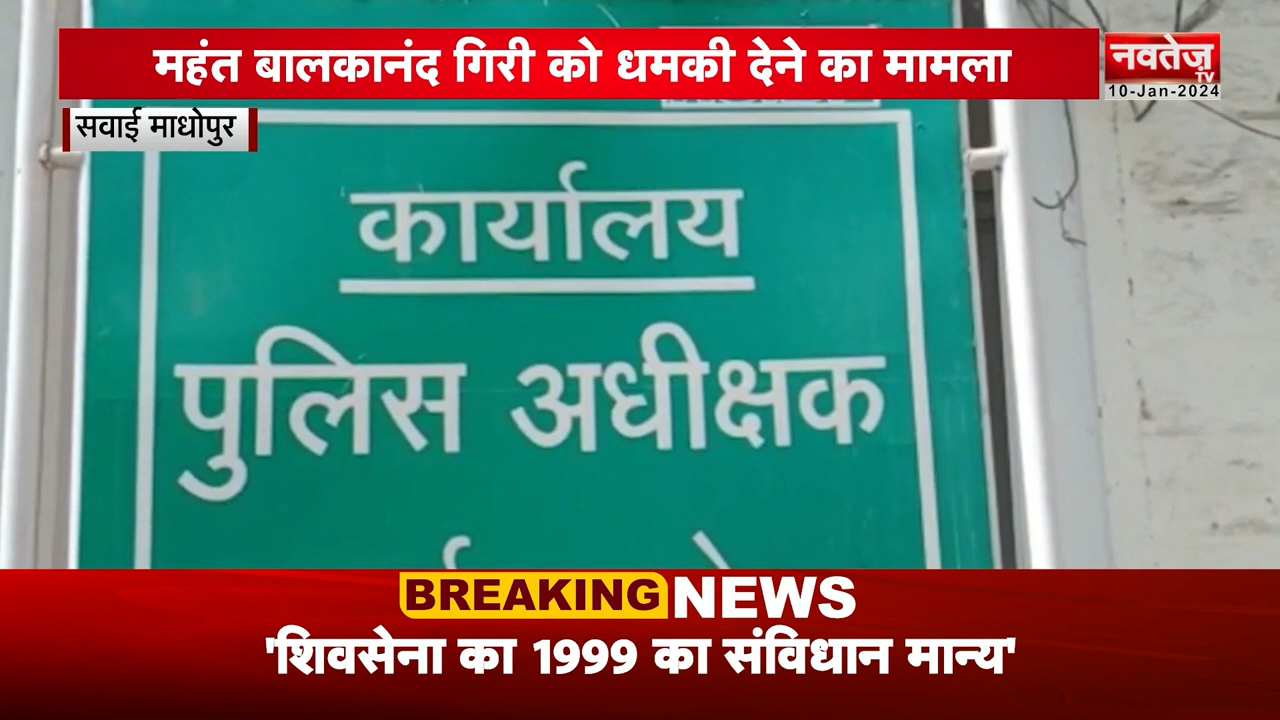 महंत बालकानंद गिरी को धमकी देने का मामला
नवतेज़
TV
10-Jan-2024
सवाई माधोपुर
कार्यालय
पुलिस अधीक्षक
BREAKING NEWS
'शिवसेना का 1999 का संविधान मान्य'